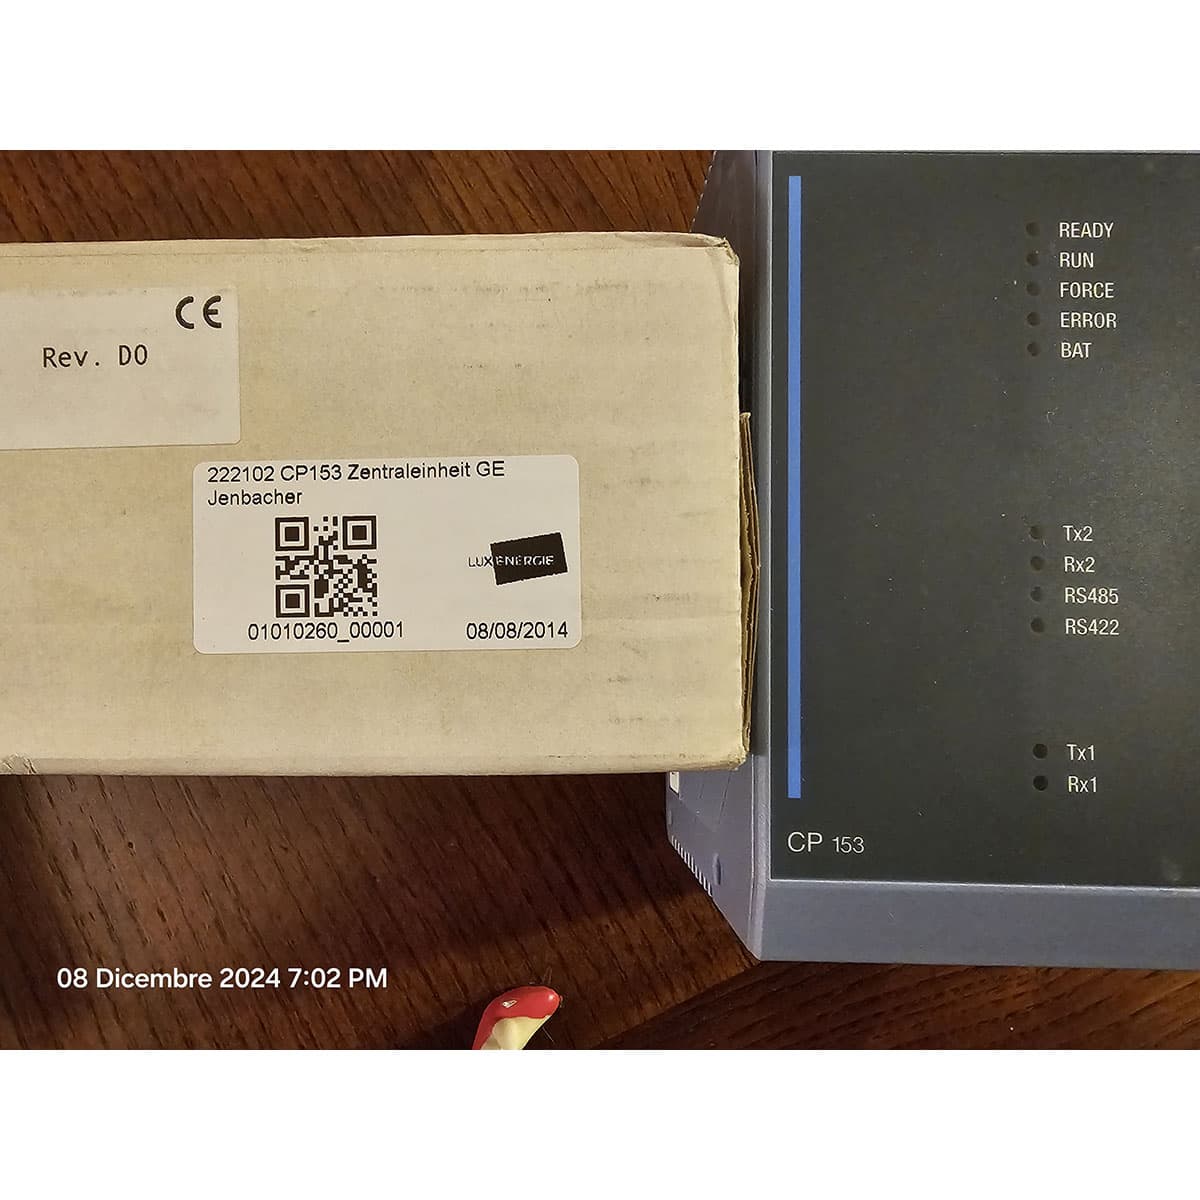 CE
Rev. D0
222102 CP153 Zentraleinheit GE
Jenbacher
LUXENERGIE
01010260_00001
08/08/2014
READY
RUN
FORCE
ERROR
BAT
Tx2
Rx2
RS485
RS422
Tx1
Rx1
CP 153
08 Dicembre 2024 7:02 PM